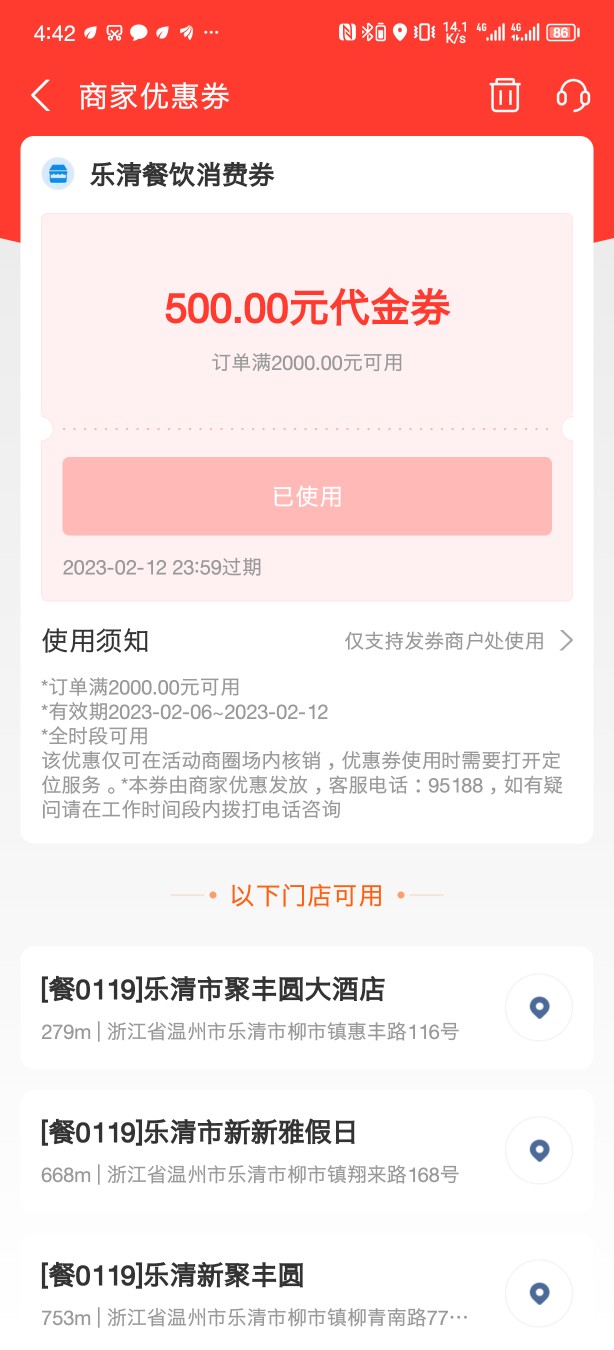 4:42
14.1
K/s
4G
4G
86
商家优惠券
乐清餐饮消费券
500.00元代金券
订单满2000.00元可用
已使用
2023-02-12 23:59过期
使用须知
仅支持发券商户处使用
*订单满2000.00元可用
*有效期2023-02-06~2023-02-12
*全时段可用
该优惠仅可在活动商圈场内核销，优惠券使用时需要打开定
位服务 。*本券由商家优惠发放，客服电话：95188，如有疑
问请在工作时间段内拨打电话咨询
以下门店可用
[餐0119]乐清市聚丰圆大酒店
279m | 浙江省温州市乐清市柳市镇惠丰路116号
[餐0119]乐清市新新雅假日
668m | 浙江省温州市乐清市柳市镇翔来路168号
[餐0119]乐清新聚丰圆
753m | 浙江省温州市乐清市柳市镇柳青南路77…